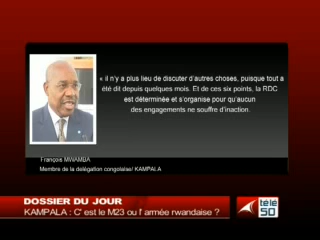 « il n'y a plus lieu de discuter d'autres choses, puisque tout a
été dit depuis quelques mois. Et de ces six points, la RDC
est déterminée et s'organise pour qu'aucun
des engagements ne souffre d'inaction.
François MWAMBA
Membre de la délégation congolaise/ KAMPALA
DOSSIER DU JOUR
KAMPALA : C' est le M23 ou l' armée rwandaise ?
télé
50